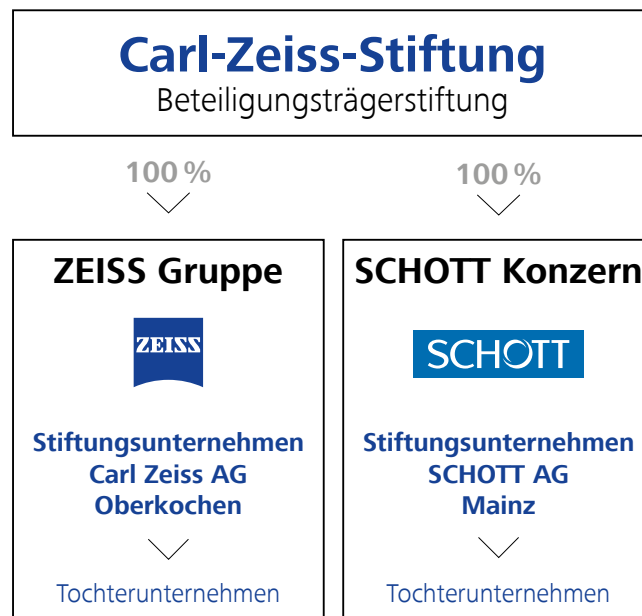 Carl-Zeiss-Stiftung
Beteiligungsträgerstiftung
100 %
100 %
ZEISS Gruppe
ZEISS
Stiftungsunternehmen
Carl Zeiss AG
Oberkochen
Tochterunternehmen
SCHOTT Konzern
SCHOTT
Stiftungsunternehmen
SCHOTT AG
Mainz
Tochterunternehmen